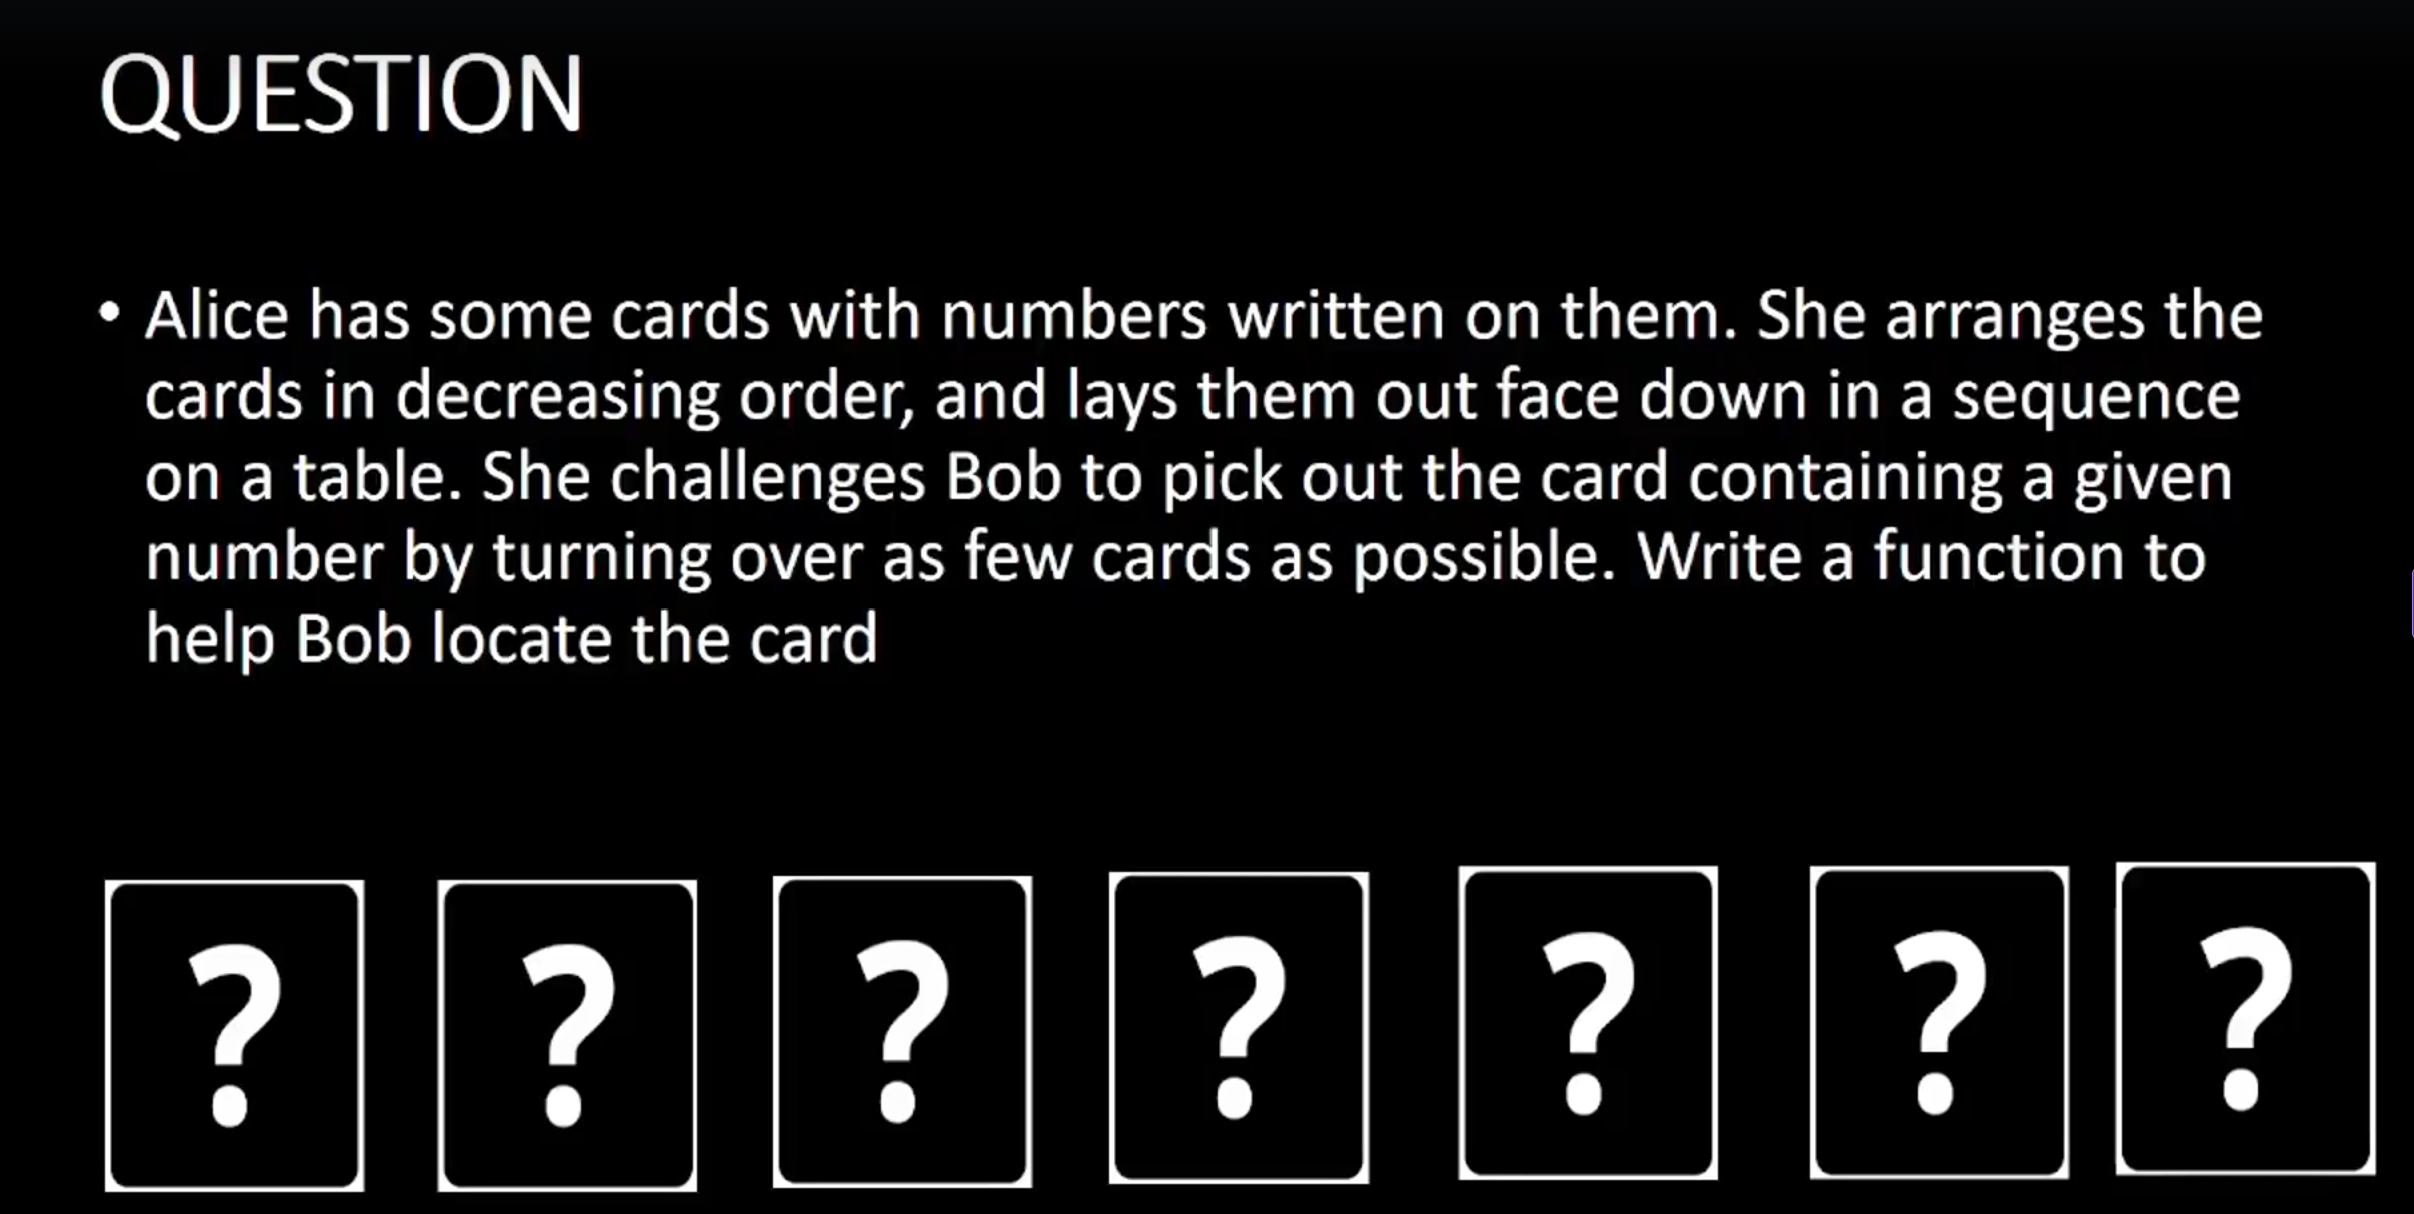 QUESTION
• Alice has some cards with numbers written on them. She arranges the
cards in decreasing order, and lays them out face down in a sequence
on a table. She challenges Bob to pick out the card containing a given
number by turning over as few cards as possible. Write a function to
help Bob locate the card
? ? ? ? ? ? ?